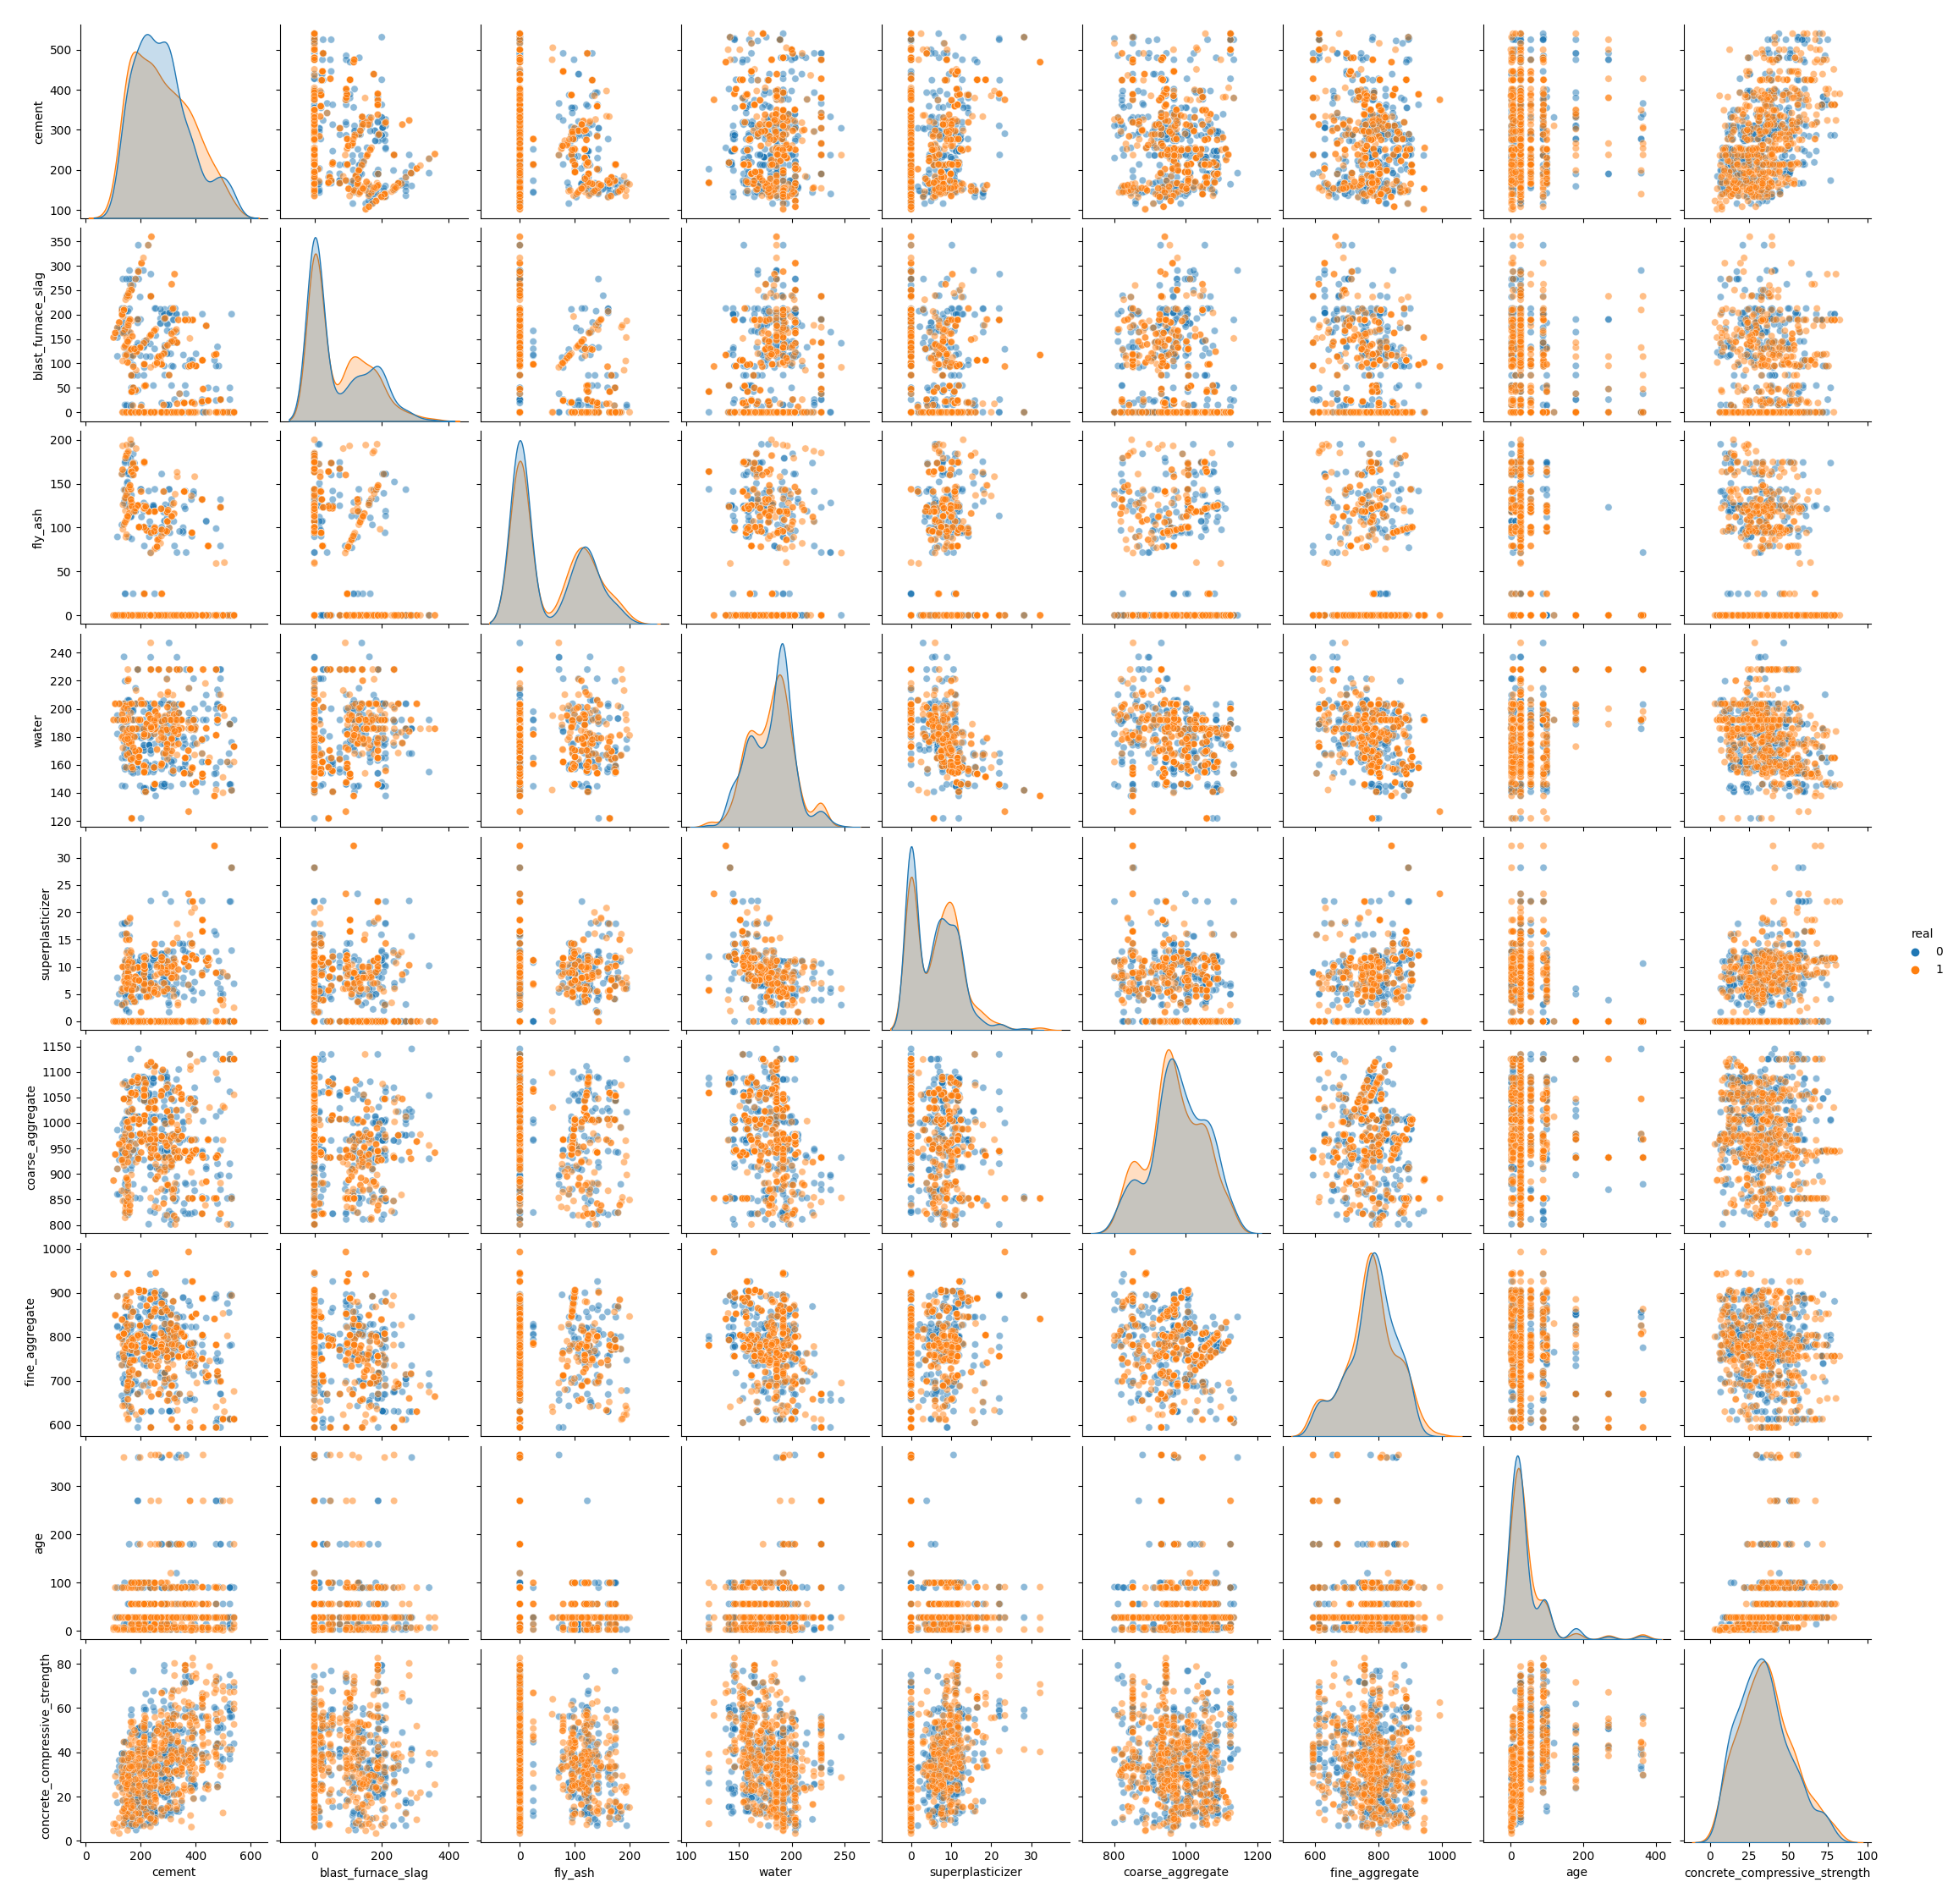 500
400
300
200
100
cement
350
300
250
200
150
100
50
0
blast_furnace_slag
200
150
100
50
0
fly_ash
240
220
200
180
160
140
120
water
30
25
20
15
10
5
0
superplasticizer
real
0
1
1150
1100
1050
1000
950
900
850
800
coarse_aggregate
1000
900
800
700
600
fine_aggregate
300
200
100
0
age
80
60
40
20
0
concrete_compressive_strength
0 200 400 600
0 200 400
0 100 200
100 150 200 250
0 10 20 30
800 1000 1200
600 800 1000
0 200 400
0 25 50 75 100
cement
blast_furnace_slag
fly_ash
water
superplasticizer
coarse_aggregate
fine_aggregate
age
concrete_compressive_strength